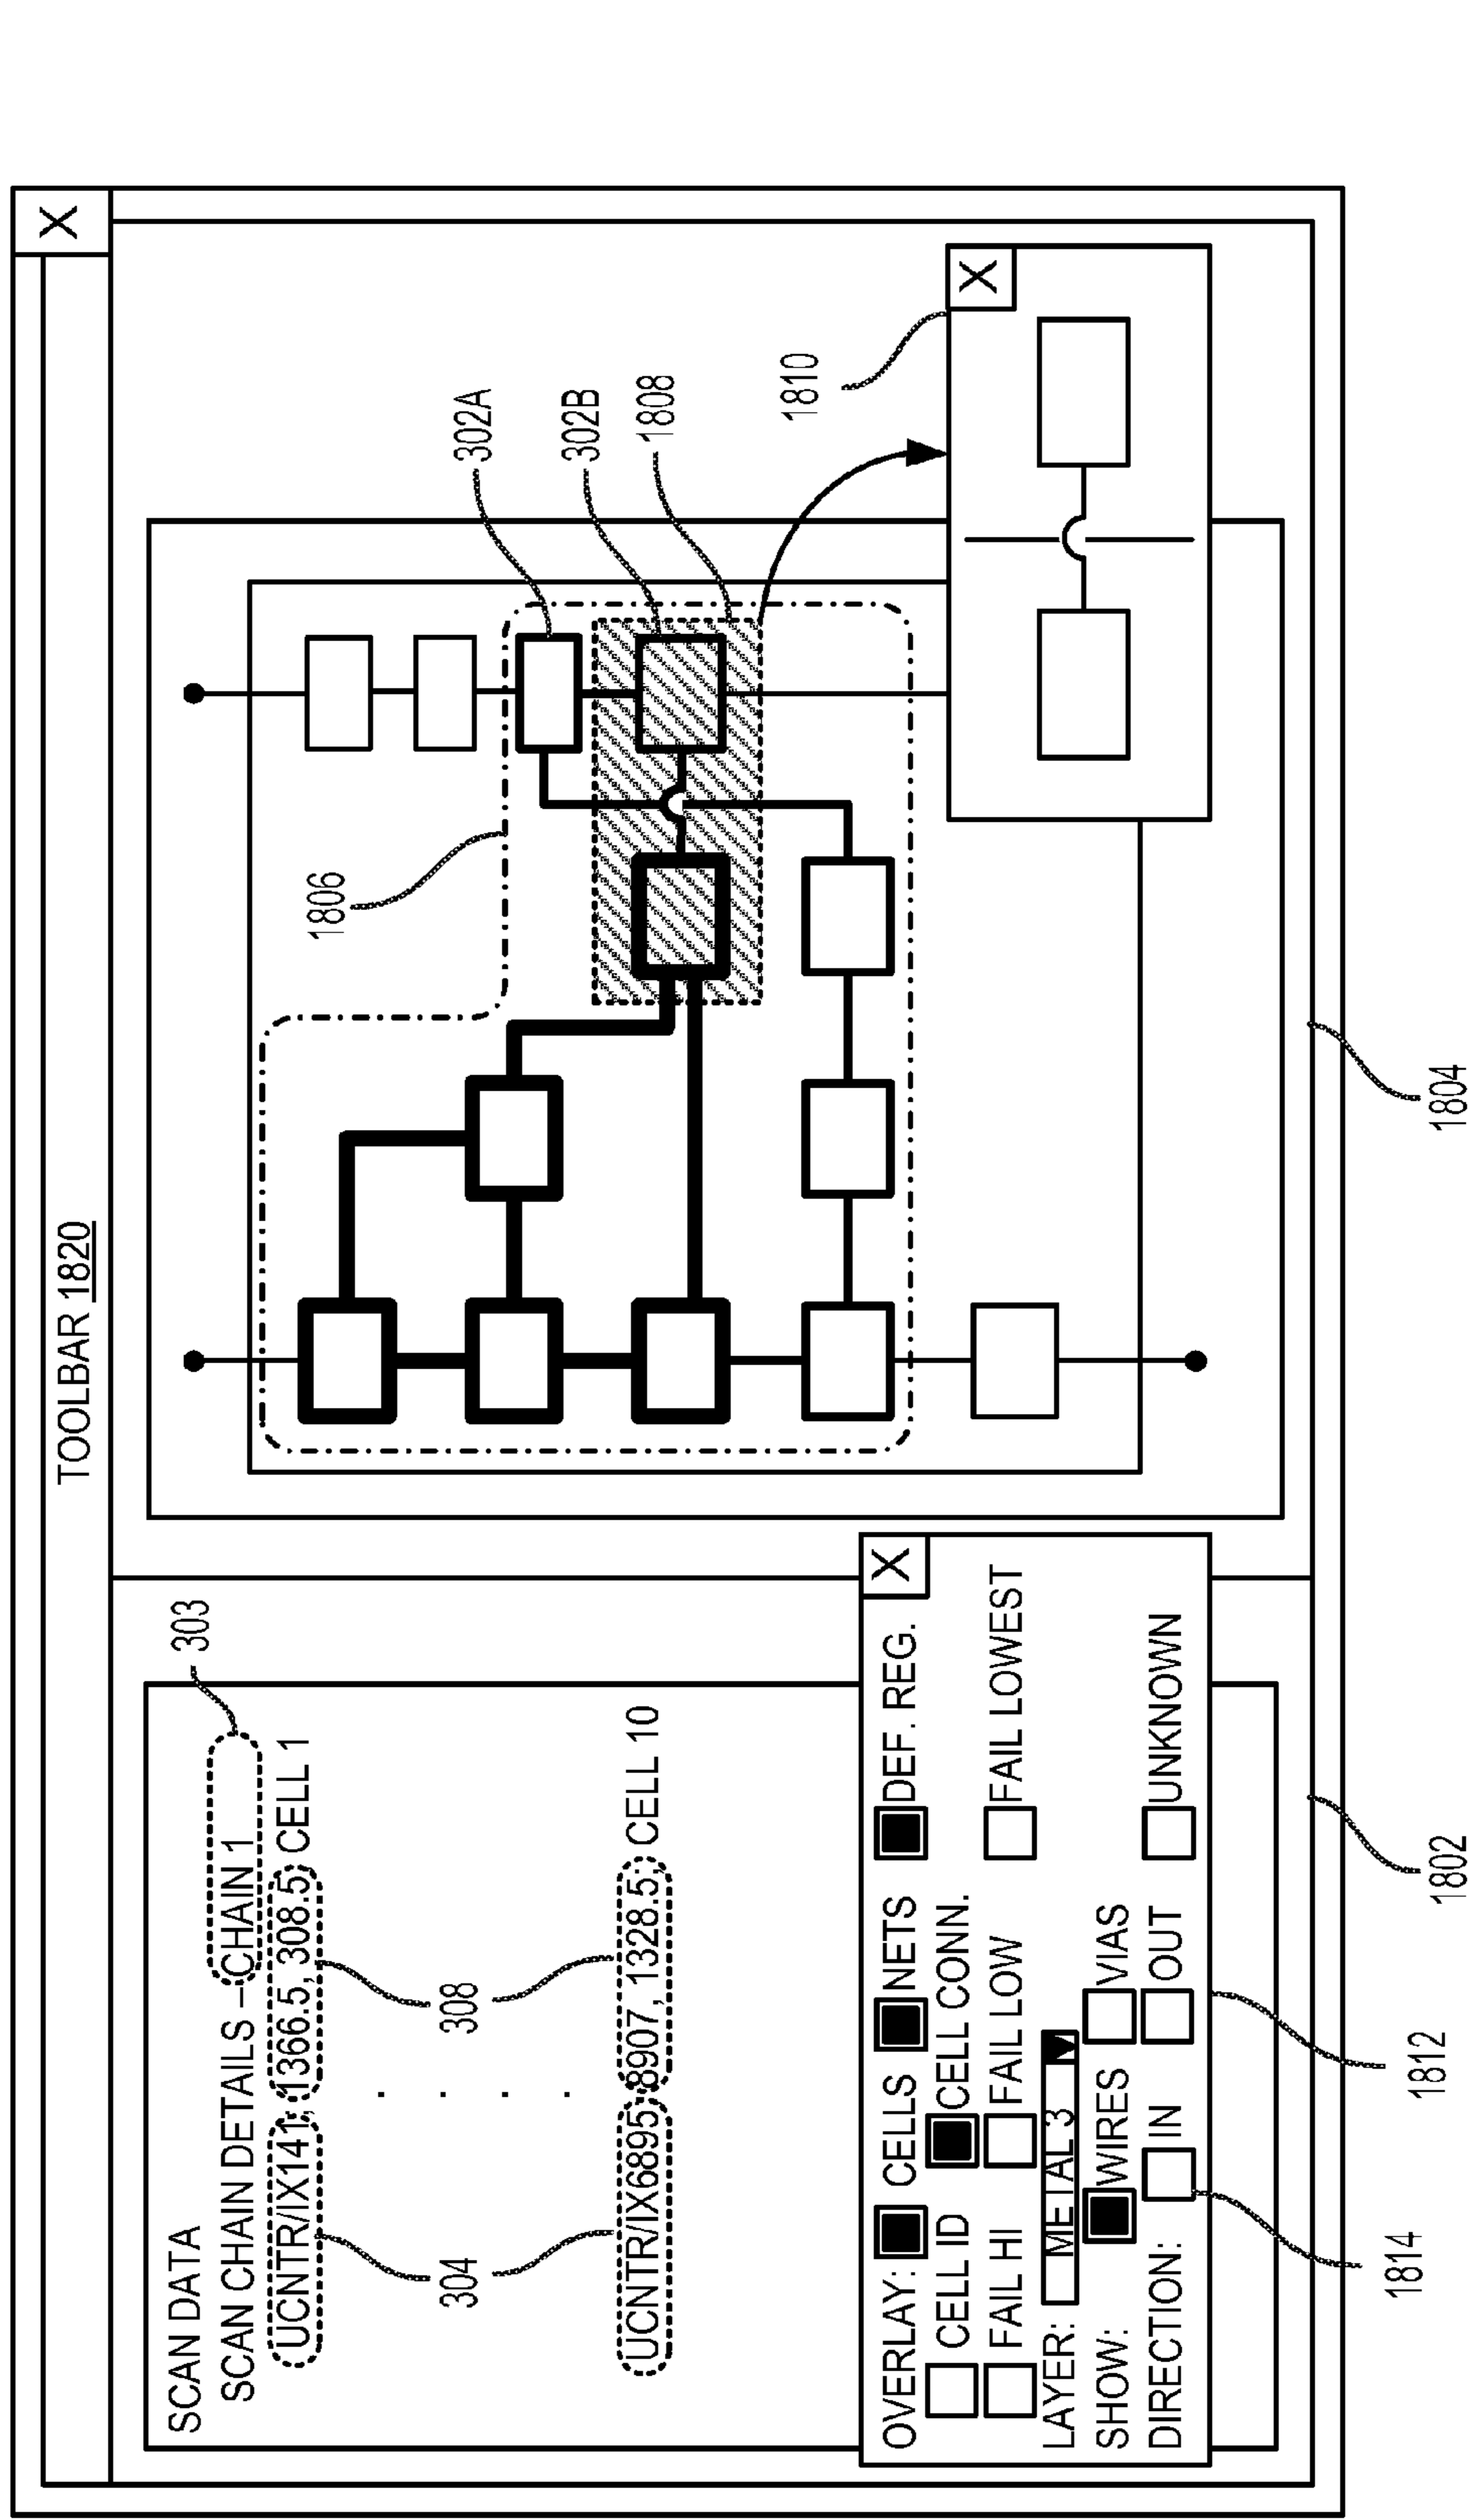 TOOLBAR 1820
X
SCAN DATA
SCAN CHAIN DETAILS – CHAIN 1
303
UCNTR/IX141; 1366.5, 308.5; CELL 1
304
308
. . . .
UCNTR/IX6895; 8907, 1328.5; CELL 10
X
OVERLAY: CELLS NETS DEF. REG.
CELL ID CELL CONN.
FAIL HI FAIL LOW FAIL LOWEST
LAYER: METAL 3
SHOW: WIRES VIAS
DIRECTION: IN OUT UNKNOWN
1814
1812
1802
1806
302A
302B
1808
1810
X
1804